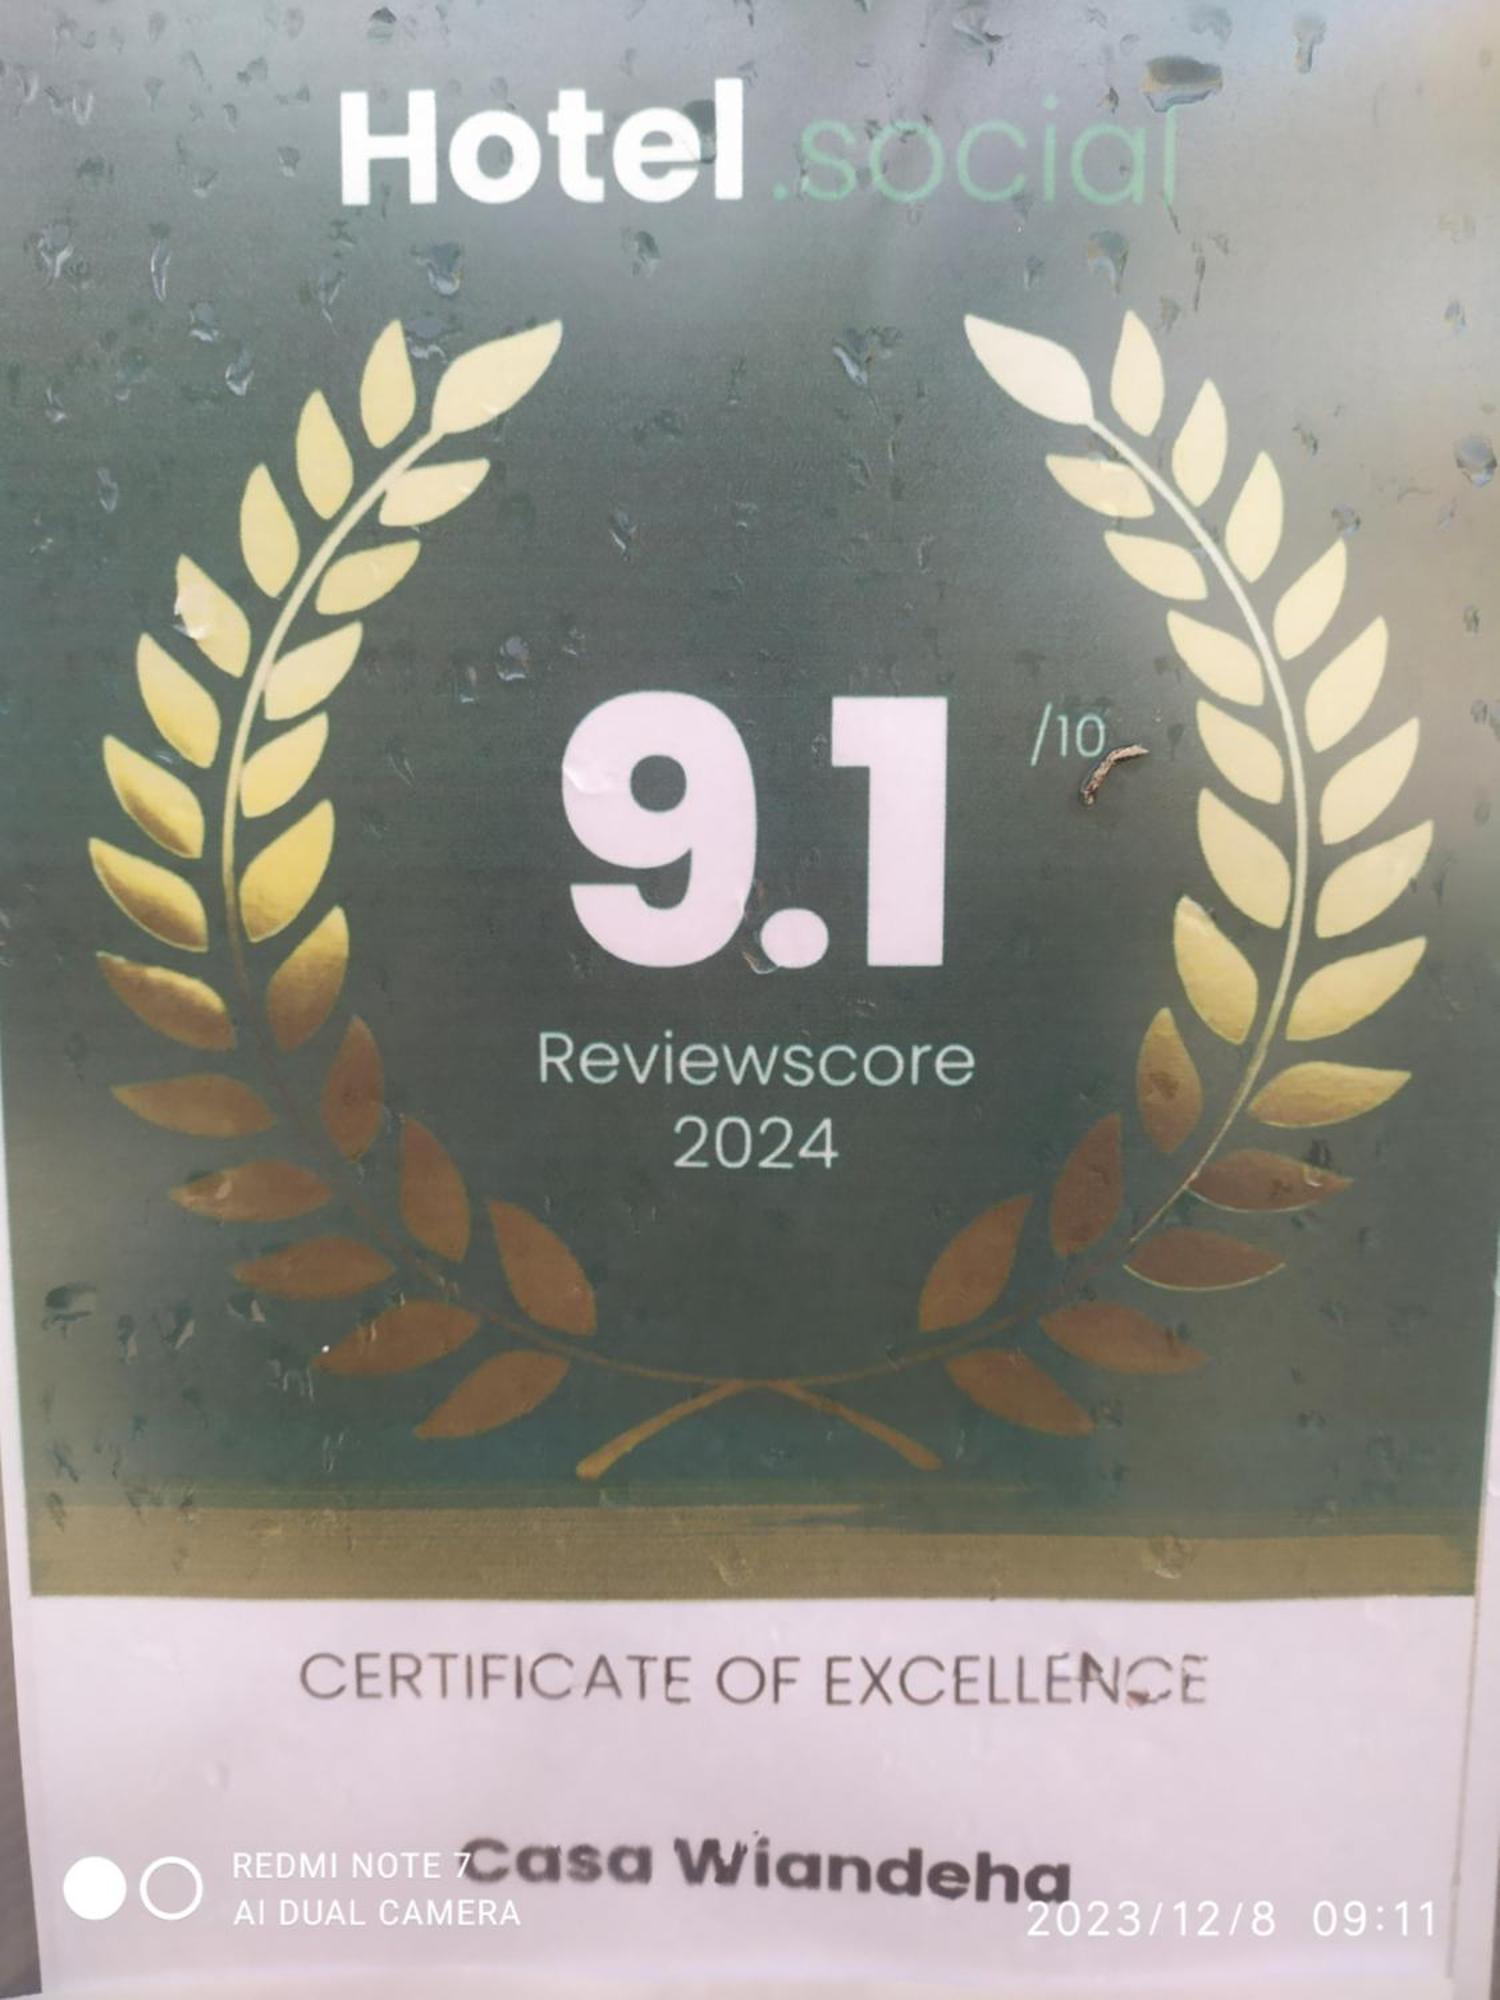 Hotel.social
9.1 /10
Reviewscore
2024
CERTIFICATE OF EXCELLENCE
Casa Wiandeha
REDMI NOTE 7
AI DUAL CAMERA
2023/12/8 09:11